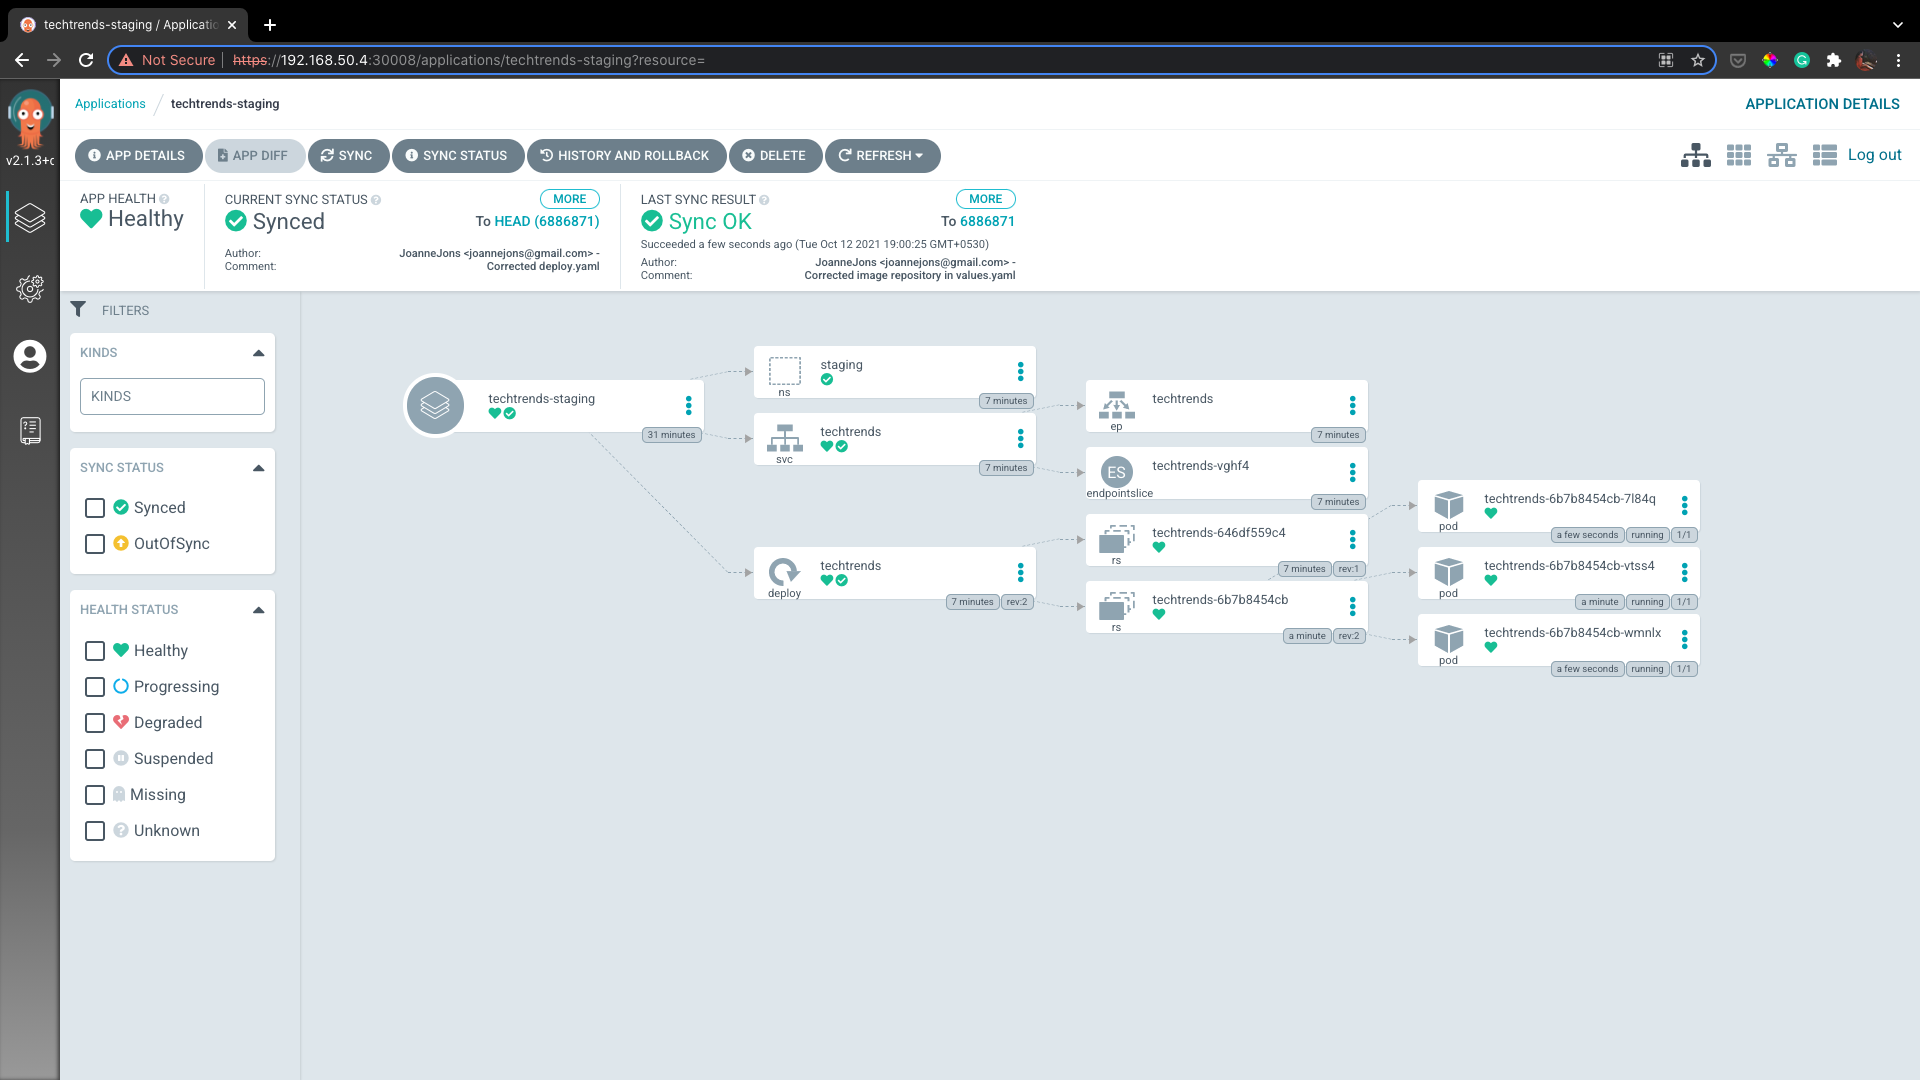 techtrends-staging / Applicatio
Not Secure
https://192.168.50.4:30008/applications/techtrends-staging?resource=
v2.1.3+
Applications / techtrends-staging
APPLICATION DETAILS
APP DETAILS
APP DIFF
SYNC
SYNC STATUS
HISTORY AND ROLLBACK
DELETE
REFRESH
Log out
APP HEALTH
Healthy
CURRENT SYNC STATUS
MORE
Synced
To HEAD (6886871)
Author: JoanneJons <joannejons@gmail.com> -
Comment: Corrected deploy.yaml
LAST SYNC RESULT
MORE
Sync OK
To 6886871
Succeeded a few seconds ago (Tue Oct 12 2021 19:00:25 GMT+0530)
Author: JoanneJons <joannejons@gmail.com> -
Comment: Corrected image repository in values.yaml
FILTERS
KINDS
KINDS
SYNC STATUS
Synced
OutOfSync
HEALTH STATUS
Healthy
Progressing
Degraded
Suspended
Missing
Unknown
techtrends-staging
31 minutes
staging
ns
7 minutes
techtrends
svc
7 minutes
techtrends
deploy
7 minutes rev:2
techtrends
ep
7 minutes
ES
techtrends-vghf4
endpointslice
7 minutes
techtrends-646df559c4
rs
7 minutes rev:1
techtrends-6b7b8454cb
rs
a minute rev:2
techtrends-6b7b8454cb-7l84q
pod
a few seconds running 1/1
techtrends-6b7b8454cb-vtss4
pod
a minute running 1/1
techtrends-6b7b8454cb-wmnlx
pod
a few seconds running 1/1